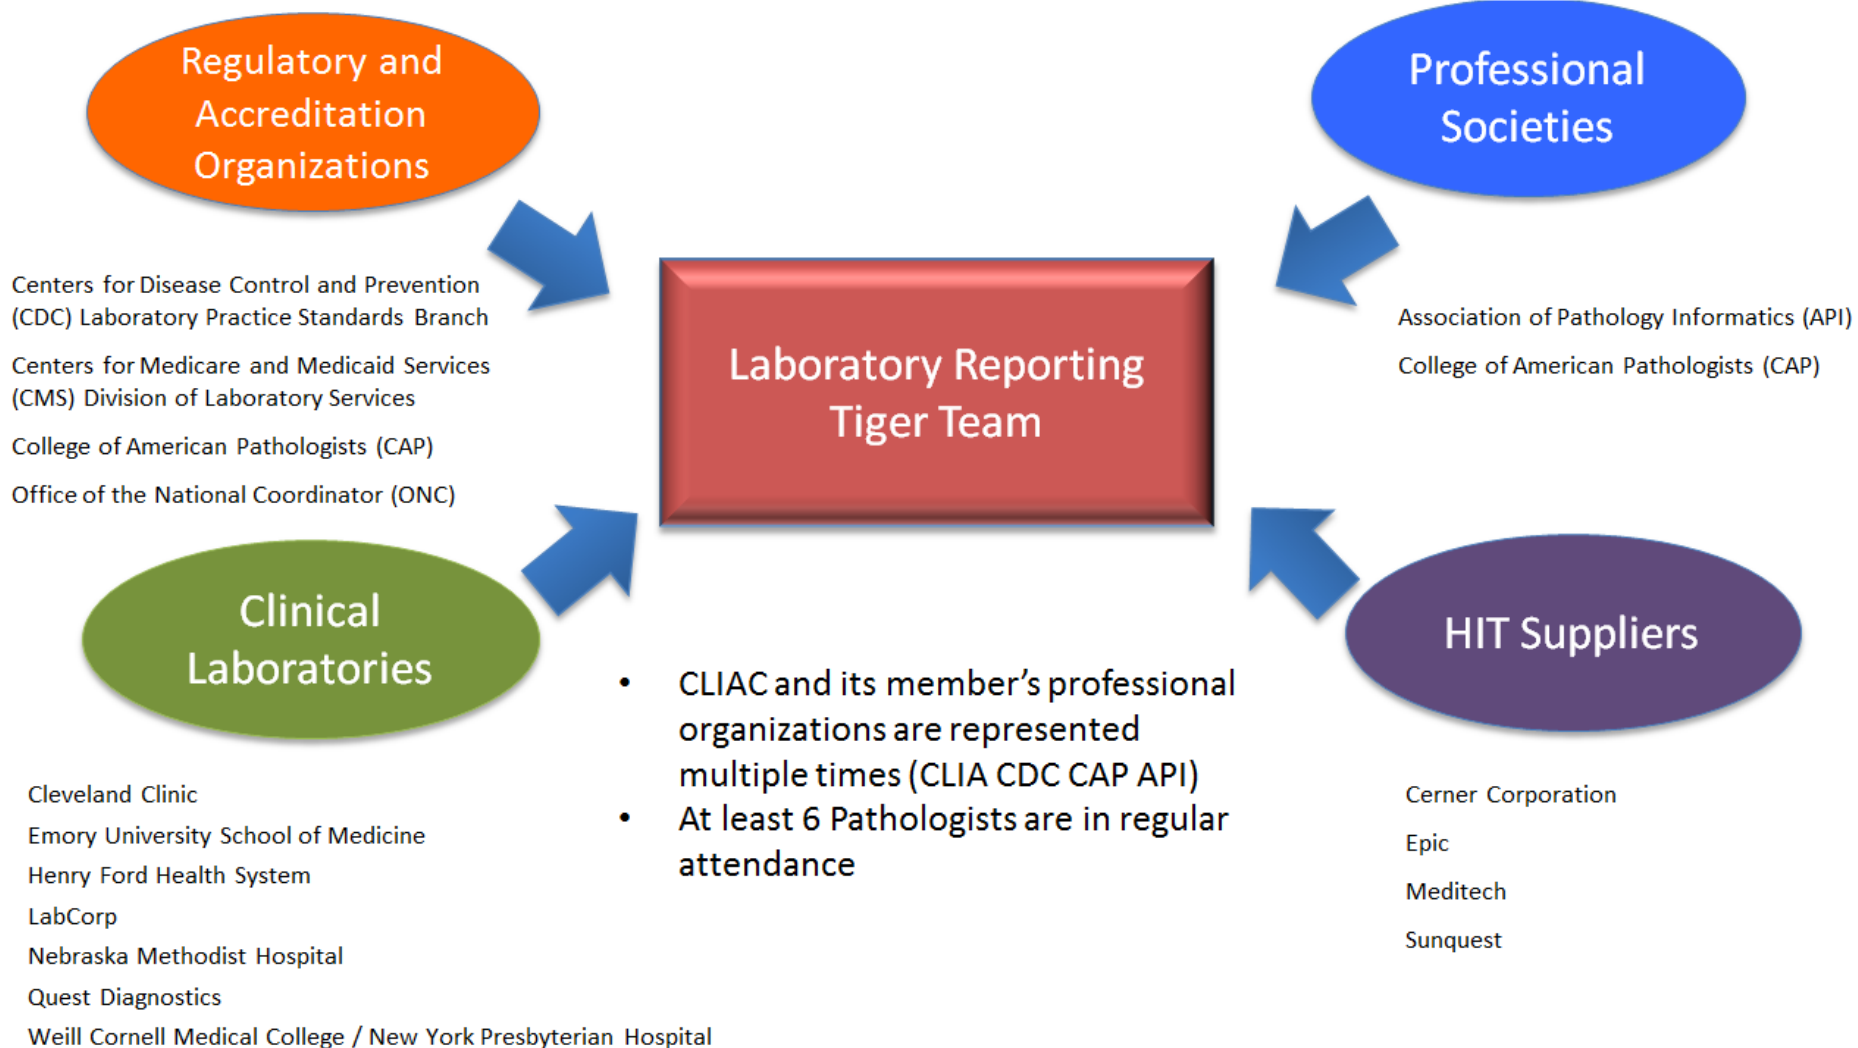 Regulatory and
Accreditation
Organizations
Professional
Societies
Centers for Disease Control and Prevention
(CDC) Laboratory Practice Standards Branch
Centers for Medicare and Medicaid Services
(CMS) Division of Laboratory Services
College of American Pathologists (CAP)
Office of the National Coordinator (ONC)
Laboratory Reporting
Tiger Team
Association of Pathology Informatics (API)
College of American Pathologists (CAP)
Clinical
Laboratories
HIT Suppliers
Cleveland Clinic
Emory University School of Medicine
Henry Ford Health System
LabCorp
Nebraska Methodist Hospital
Quest Diagnostics
Weill Cornell Medical College / New York Presbyterian Hospital
• CLIAC and its member’s professional
organizations are represented
multiple times (CLIA CDC CAP API)
• At least 6 Pathologists are in regular
attendance
Cerner Corporation
Epic
Meditech
Sunquest